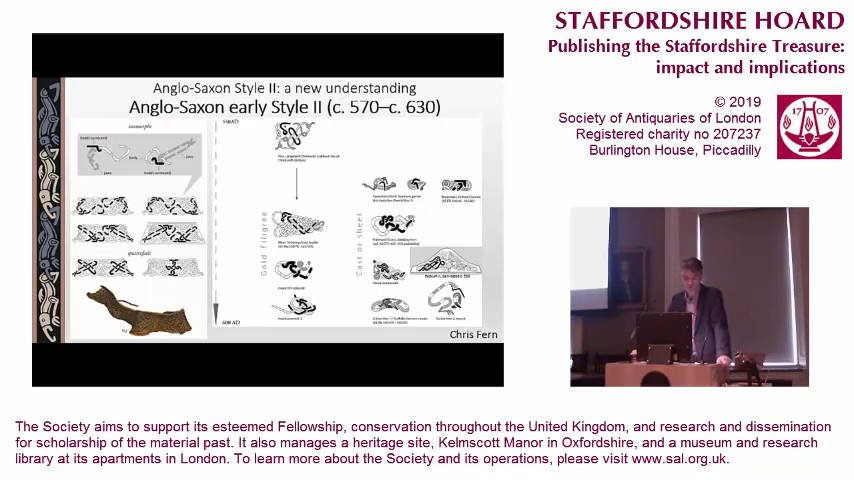 STAFFORDSHIRE HOARD
Publishing the Staffordshire Treasure:
impact and implications
© 2019
Society of Antiquaries of London
Registered charity no 207237
Burlington House, Piccadilly
17 07
Anglo-Saxon Style II: a new understanding
Anglo-Saxon early Style II (c. 570–c. 630)
zoomorphs
Gold filigree
Cast or sheet
600 AD
Chris Fern
The Society aims to support its esteemed Fellowship, conservation throughout the United Kingdom, and research and dissemination
for scholarship of the material past. It also manages a heritage site, Kelmscott Manor in Oxfordshire, and a museum and research
library at its apartments in London. To learn more about the Society and its operations, please visit www.sal.org.uk.